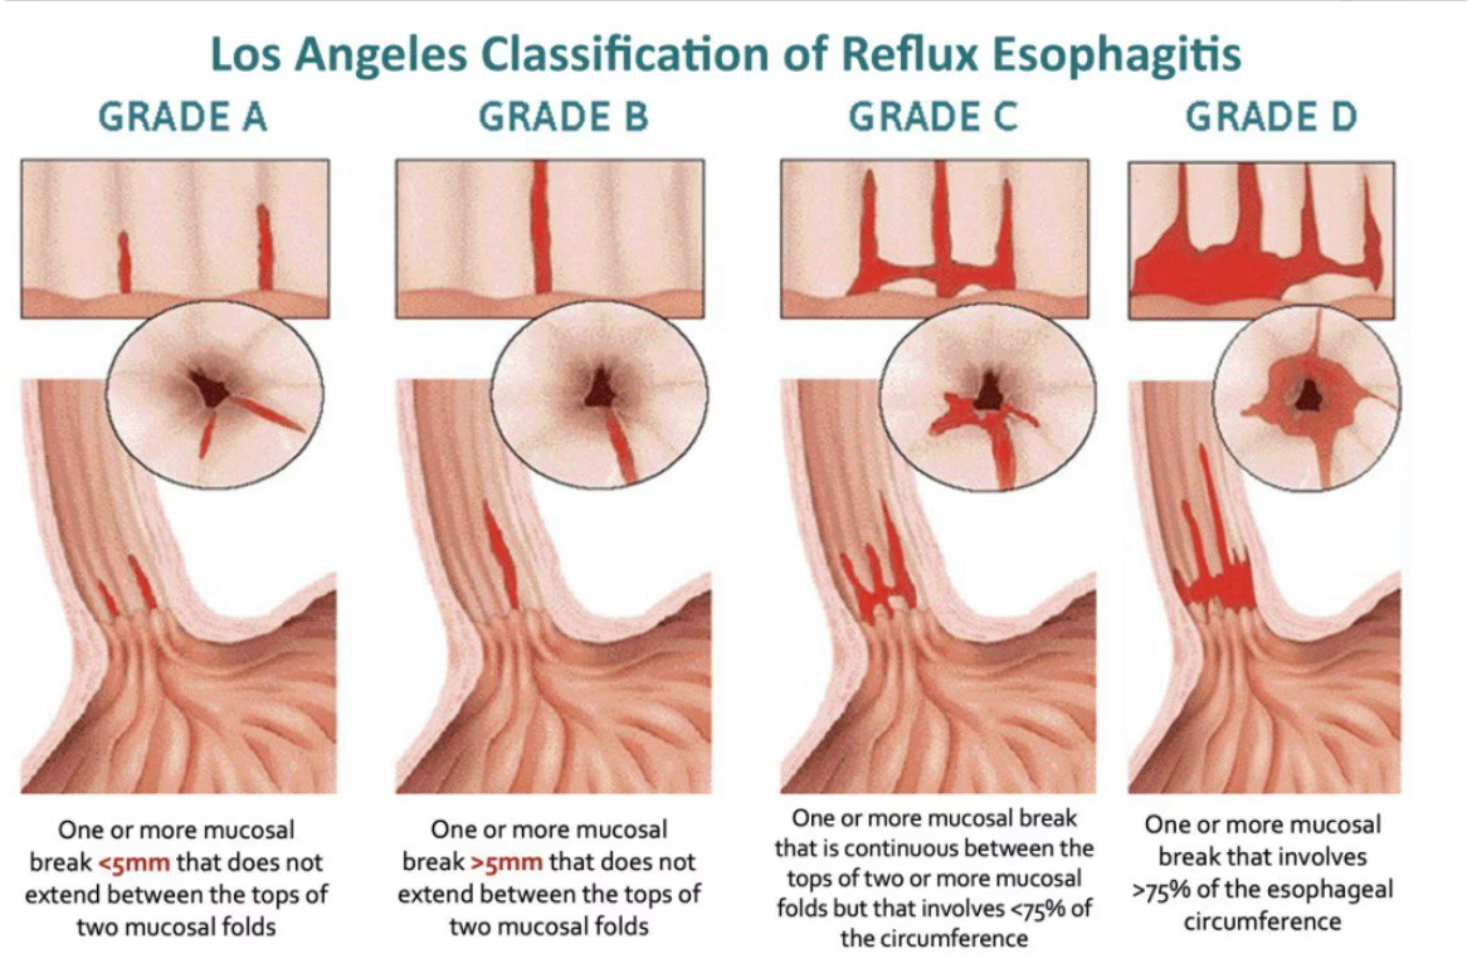 Los Angeles Classification of Reflux Esophagitis
GRADE A
GRADE B
GRADE C
GRADE D
One or more mucosal
break <5mm that does not
extend between the tops of
two mucosal folds
One or more mucosal
break >5mm that does not
extend between the tops of
two mucosal folds
One or more mucosal break
that is continuous between the
tops of two or more mucosal
folds but that involves <75% of
the circumference
One or more mucosal
break that involves
>75% of the esophageal
circumference